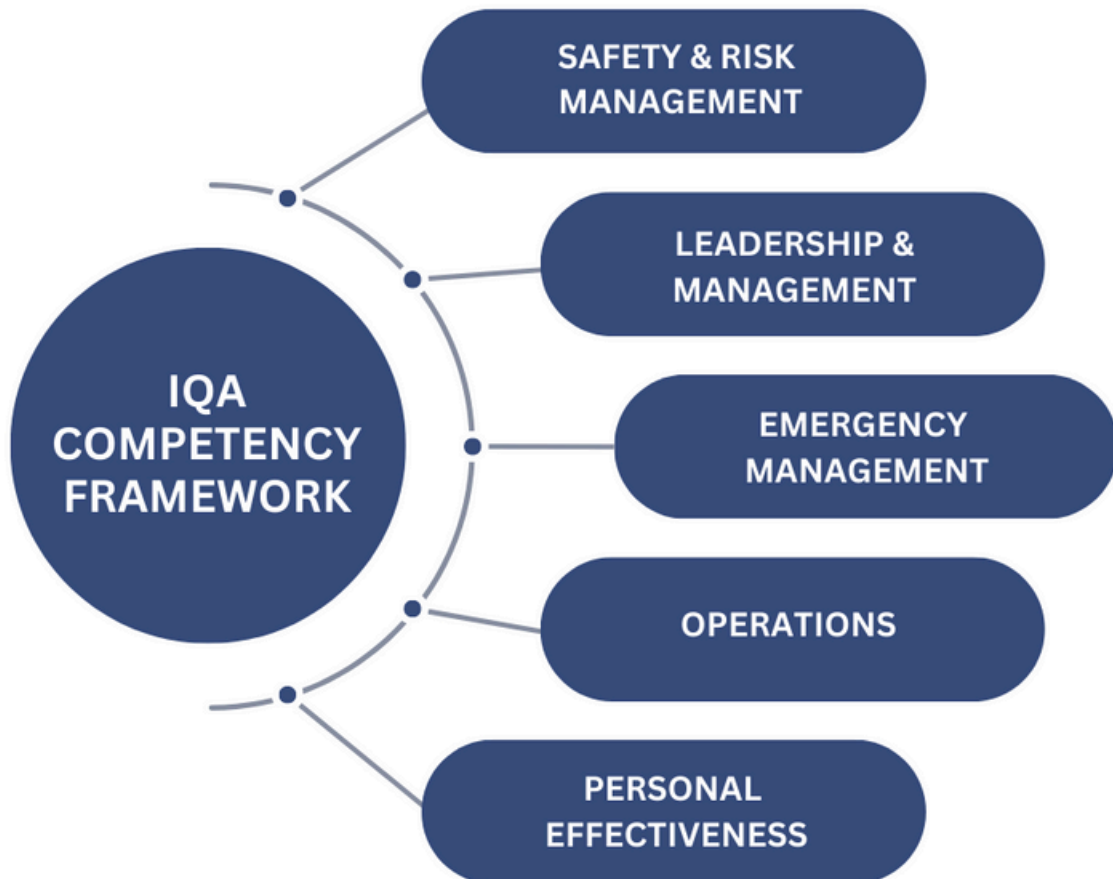 SAFETY & RISK
MANAGEMENT
LEADERSHIP &
MANAGEMENT
IQA
COMPETENCY
FRAMEWORK
EMERGENCY
MANAGEMENT
OPERATIONS
PERSONAL
EFFECTIVENESS